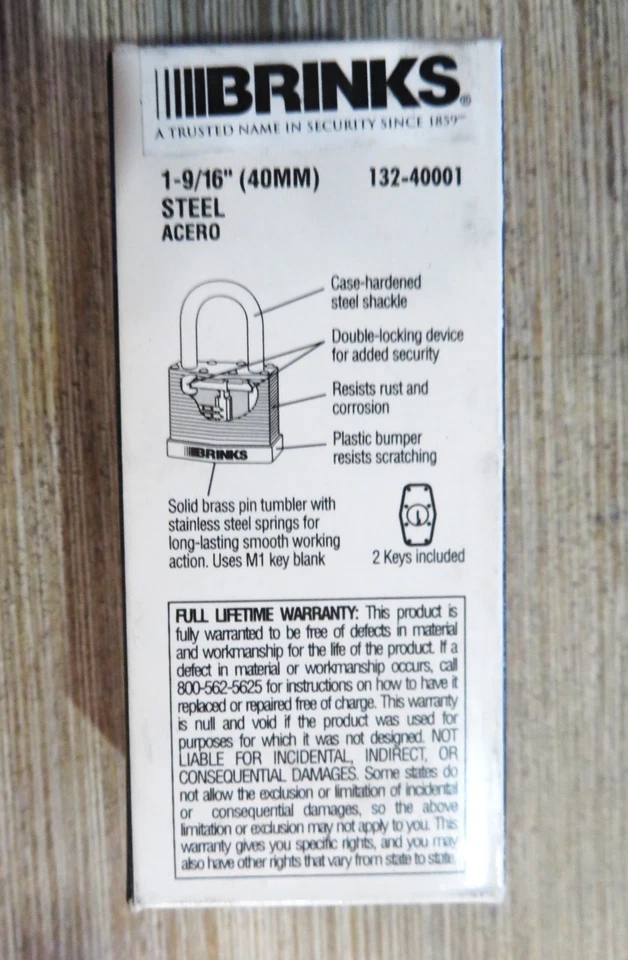 BRINKS®
A TRUSTED NAME IN SECURITY SINCE 1859℠
1-9/16" (40MM) 132-40001
STEEL
ACERO
Case-hardened
steel shackle
Double-locking device
for added security
Resists rust and
corrosion
Plastic bumper
resists scratching
BRINKS
Solid brass pin tumbler with
stainless steel springs for
long-lasting smooth working
action. Uses M1 key blank
2 Keys included
FULL LIFETIME WARRANTY: This product is
fully warranted to be free of defects in material
and workmanship for the life of the product. If a
defect in material or workmanship occurs, call
800-562-5625 for instructions on how to have it
replaced or repaired free of charge. This warranty
is null and void if the product was used for
purposes for which it was not designed. NOT
LIABLE FOR INCIDENTAL, INDIRECT, OR
CONSEQUENTIAL DAMAGES. Some states do
not allow the exclusion or limitation of incidental
or consequential damages, so the above
limitation or exclusion may not apply to you. This
warranty gives you specific rights, and you may
also have other rights that vary from state to state.